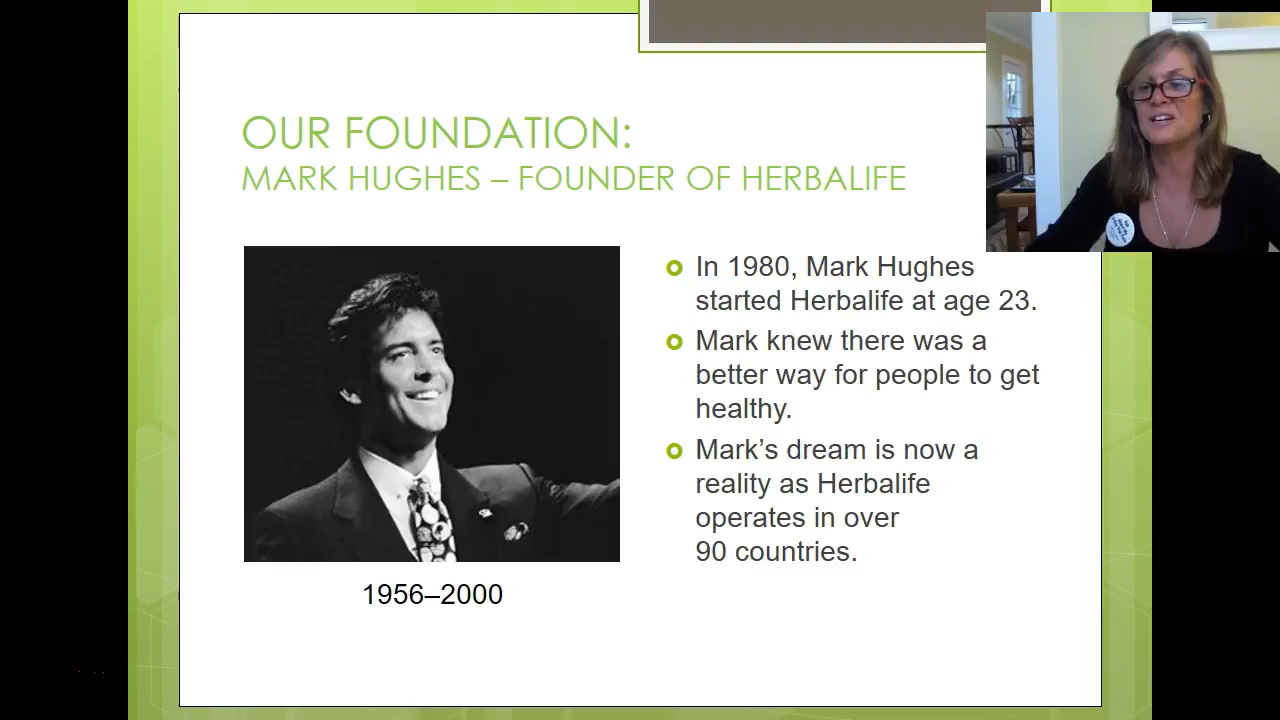 OUR FOUNDATION:
MARK HUGHES – FOUNDER OF HERBALIFE
In 1980, Mark Hughes
started Herbalife at age 23.
Mark knew there was a
better way for people to get
healthy.
Mark’s dream is now a
reality as Herbalife
operates in over
90 countries.
1956–2000